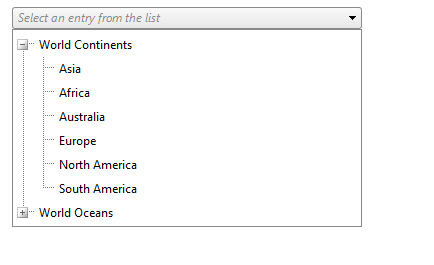 Select an entry from the list
World Continents
Asia
Africa
Australia
Europe
North America
South America
World Oceans